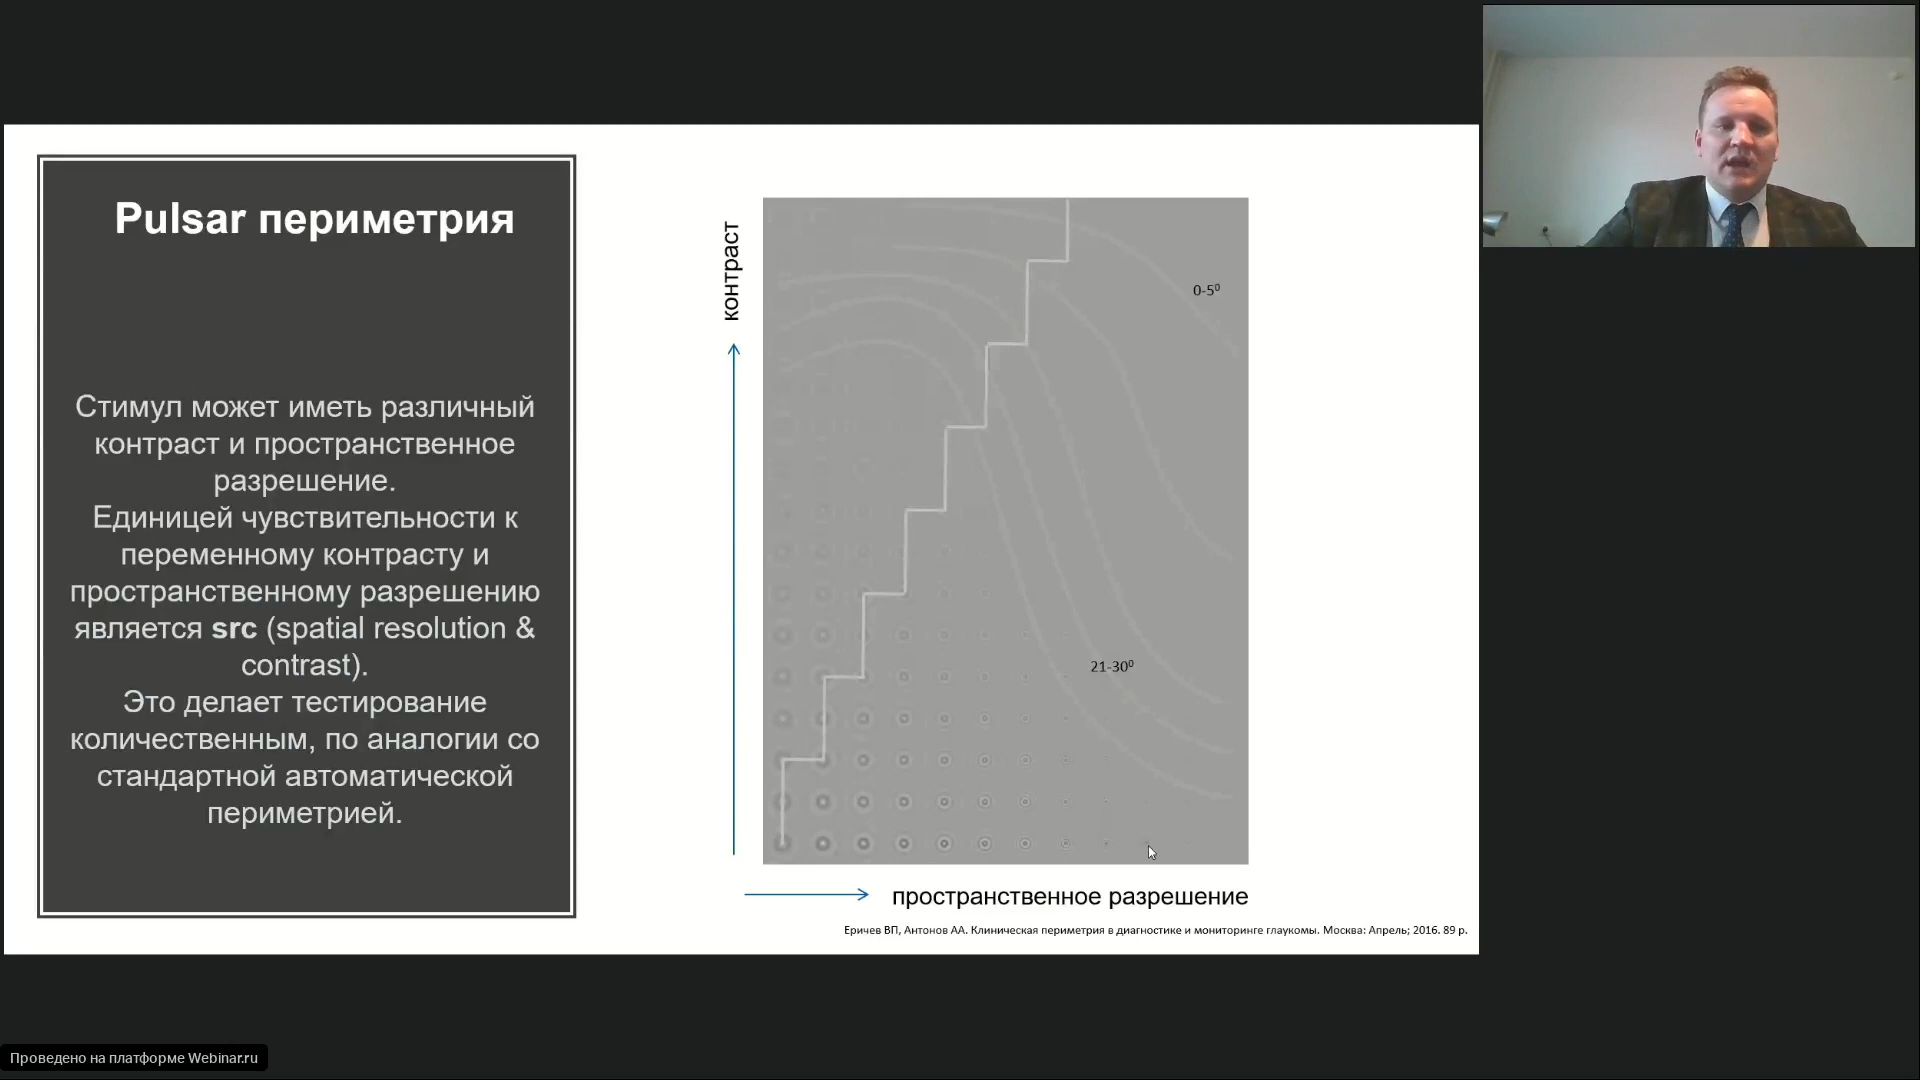 Pulsar периметрия
Стимул может иметь различный
контраст и пространственное
разрешение.
Единицей чувствительности к
переменному контрасту и
пространственному разрешению
является src (spatial resolution &
contrast).
Это делает тестирование
количественным, по аналогии со
стандартной автоматической
периметрией.
контраст
0-5⁰
21-30⁰
пространственное разрешение
Еричев ВП, Антонов АА. Клиническая периметрия в диагностике и мониторинге глаукомы. Москва: Апрель; 2016. 89 р.
Проведено на платформе Webinar.ru